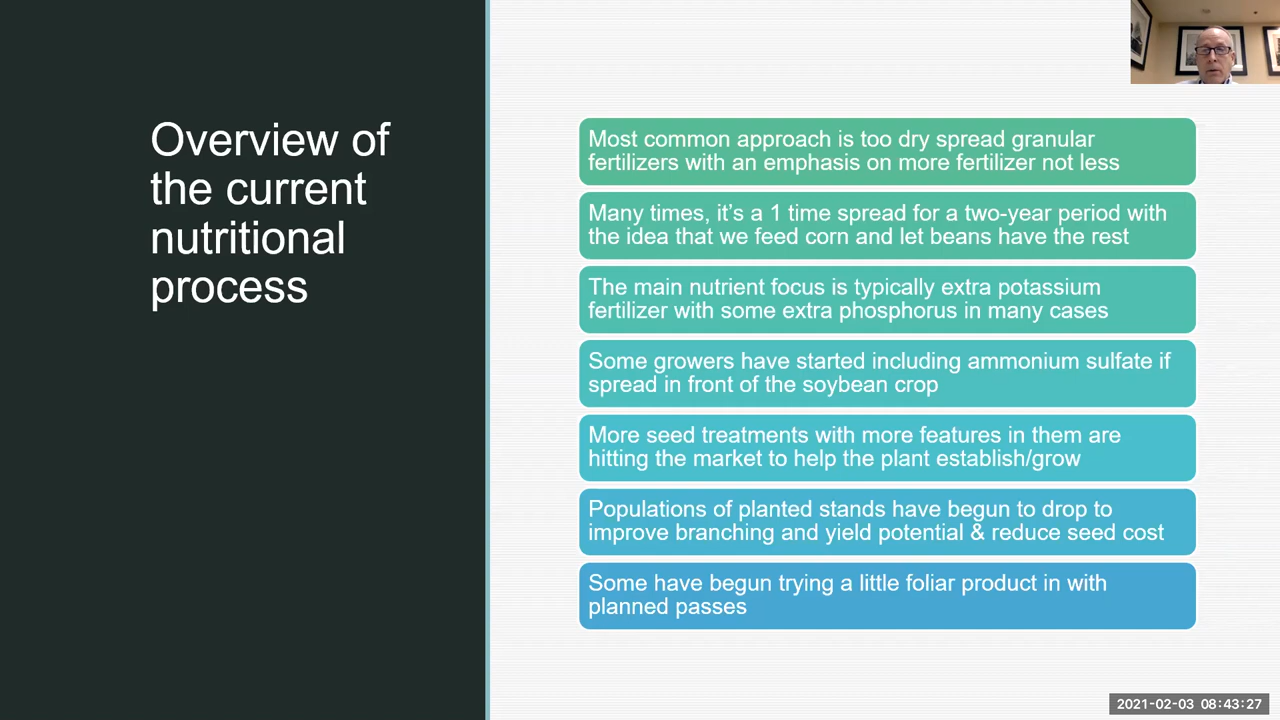 Overview of
the current
nutritional
process
Most common approach is too dry spread granular
fertilizers with an emphasis on more fertilizer not less
Many times, it’s a 1 time spread for a two-year period with
the idea that we feed corn and let beans have the rest
The main nutrient focus is typically extra potassium
fertilizer with some extra phosphorus in many cases
Some growers have started including ammonium sulfate if
spread in front of the soybean crop
More seed treatments with more features in them are
hitting the market to help the plant establish/grow
Populations of planted stands have begun to drop to
improve branching and yield potential & reduce seed cost
Some have begun trying a little foliar product in with
planned passes
2021-02-03 08:43:27